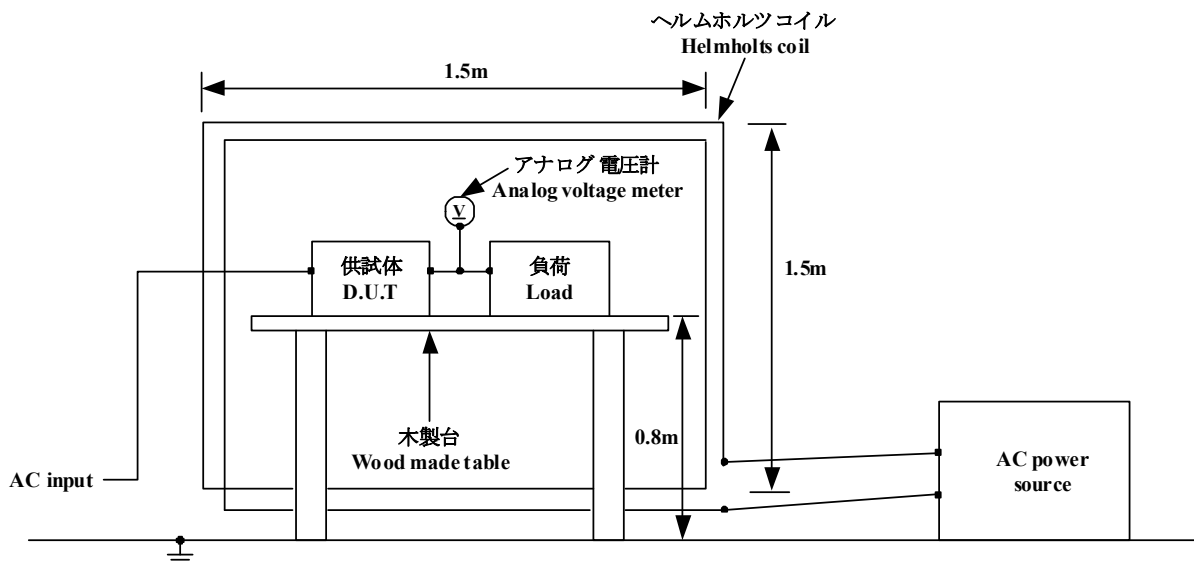 ヘルムホルツコイル
Helmholts coil
1.5m
アナログ電圧計
Analog voltage meter
V
供試体
D.U.T
負荷
Load
1.5m
木製台
Wood made table
0.8m
AC input
AC power
source